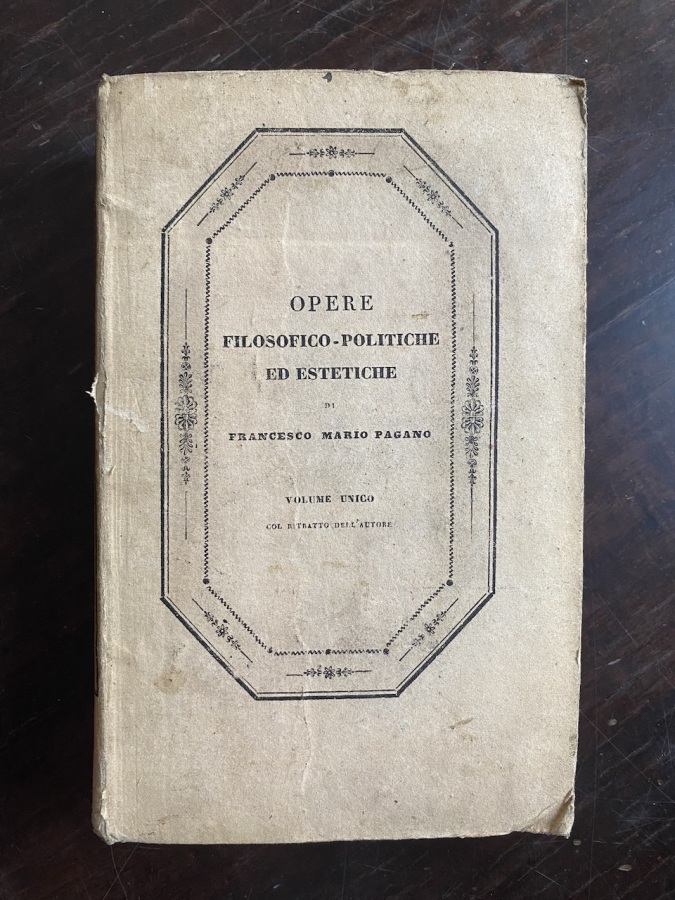 OPERE
FILOSOFICO-POLITICHE
ED ESTETICHE
DI
FRANCESCO MARIO PAGANO
VOLUME UNICO
COL RITRATTO DELL'AUTORE